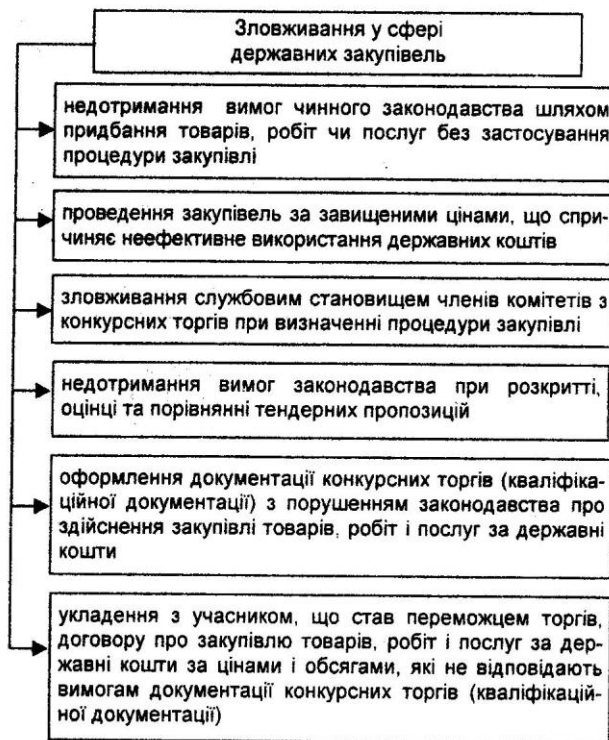 Зловживання у сфері
державних закупівель
недотримання вимог чинного законодавства шляхом
придбання товарів, робіт чи послуг без застосування
процедури закупівлі
проведення закупівель за завищеними цінами, що спри-
чиняє неефективне використання державних коштів
зловживання службовим становищем членів комітетів з
конкурсних торгів при визначенні процедури закупівлі
недотримання вимог законодавства при розкритті,
оцінці та порівнянні тендерних пропозицій
оформлення документації конкурсних торгів (кваліфіка-
ційної документації) з порушенням законодавства про
здійснення закупівлі товарів, робіт і послуг за державні
кошти
укладення з учасником, що став переможцем торгів,
договору про закупівлю товарів, робіт і послуг за дер-
жавні кошти за цінами і обсягами, які не відповідають
вимогам документації конкурсних торгів (кваліфікацій-
ної документації)